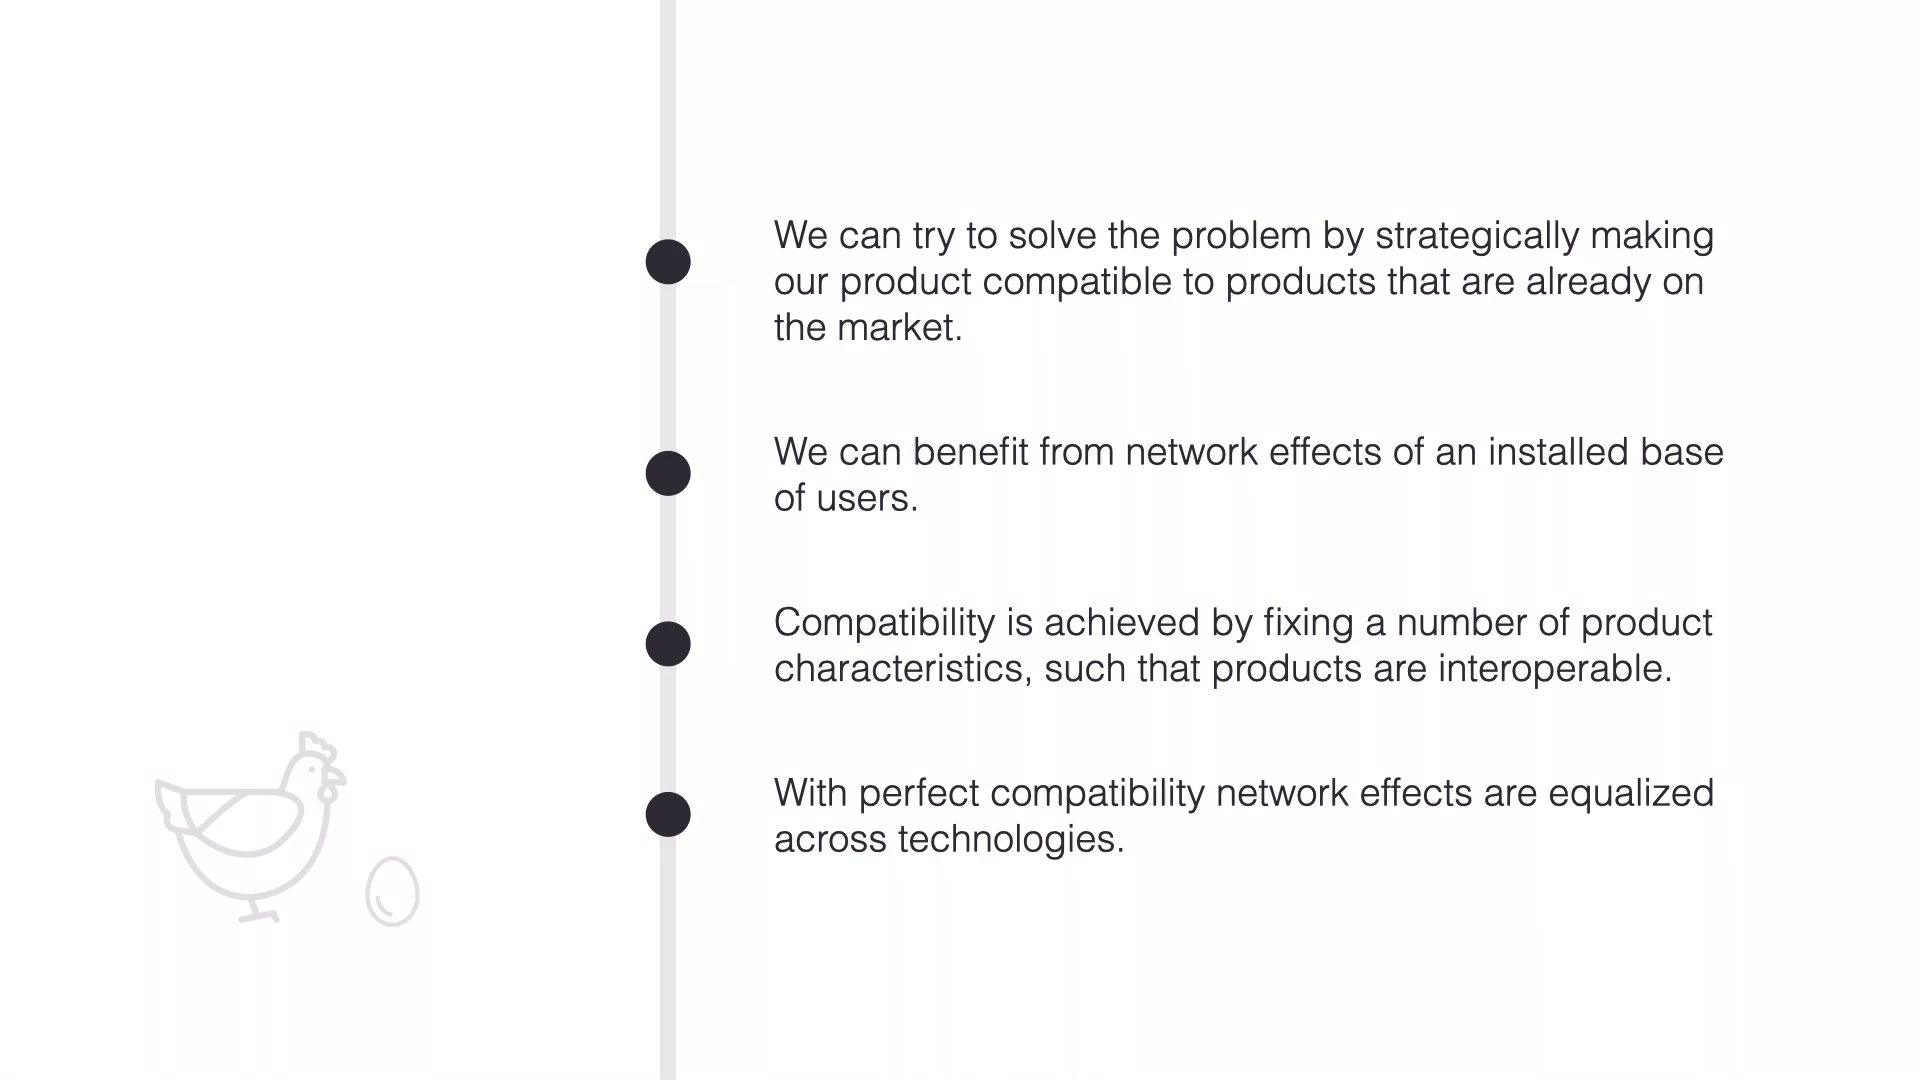 We can try to solve the problem by strategically making
our product compatible to products that are already on
the market.
We can benefit from network effects of an installed base
of users.
Compatibility is achieved by fixing a number of product
characteristics, such that products are interoperable.
With perfect compatibility network effects are equalized
across technologies.